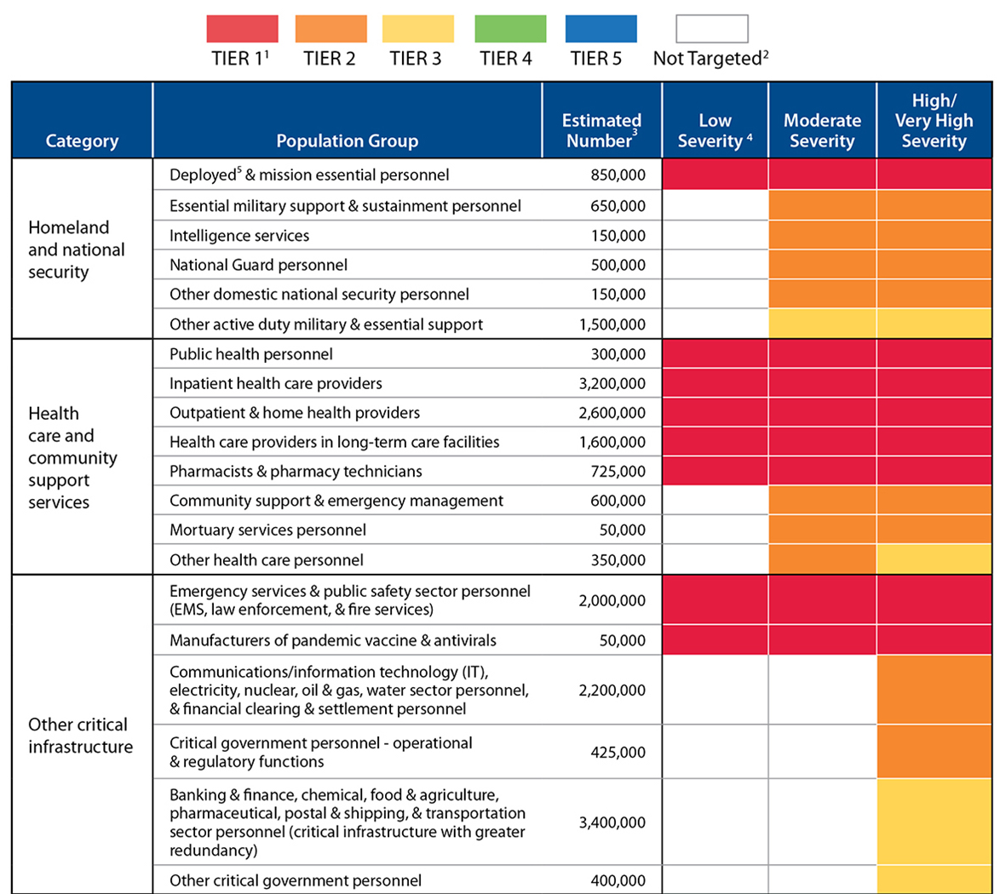 TIER 1¹ TIER 2 TIER 3 TIER 4 TIER 5 Not Targeted²
Category Population Group Estimated Number³ Low Severity ⁴ Moderate Severity High/ Very High Severity
Homeland
and national
security
Deployed⁵ & mission essential personnel 850,000
Essential military support & sustainment personnel 650,000
Intelligence services 150,000
National Guard personnel 500,000
Other domestic national security personnel 150,000
Other active duty military & essential support 1,500,000
Health
care and
community
support
services
Public health personnel 300,000
Inpatient health care providers 3,200,000
Outpatient & home health providers 2,600,000
Health care providers in long-term care facilities 1,600,000
Pharmacists & pharmacy technicians 725,000
Community support & emergency management 600,000
Mortuary services personnel 50,000
Other health care personnel 350,000
Other critical
infrastructure
Emergency services & public safety sector personnel
(EMS, law enforcement, & fire services) 2,000,000
Manufacturers of pandemic vaccine & antivirals 50,000
Communications/information technology (IT),
electricity, nuclear, oil & gas, water sector personnel,
& financial clearing & settlement personnel 2,200,000
Critical government personnel - operational
& regulatory functions 425,000
Banking & finance, chemical, food & agriculture,
pharmaceutical, postal & shipping, & transportation
sector personnel (critical infrastructure with greater
redundancy) 3,400,000
Other critical government personnel 400,000